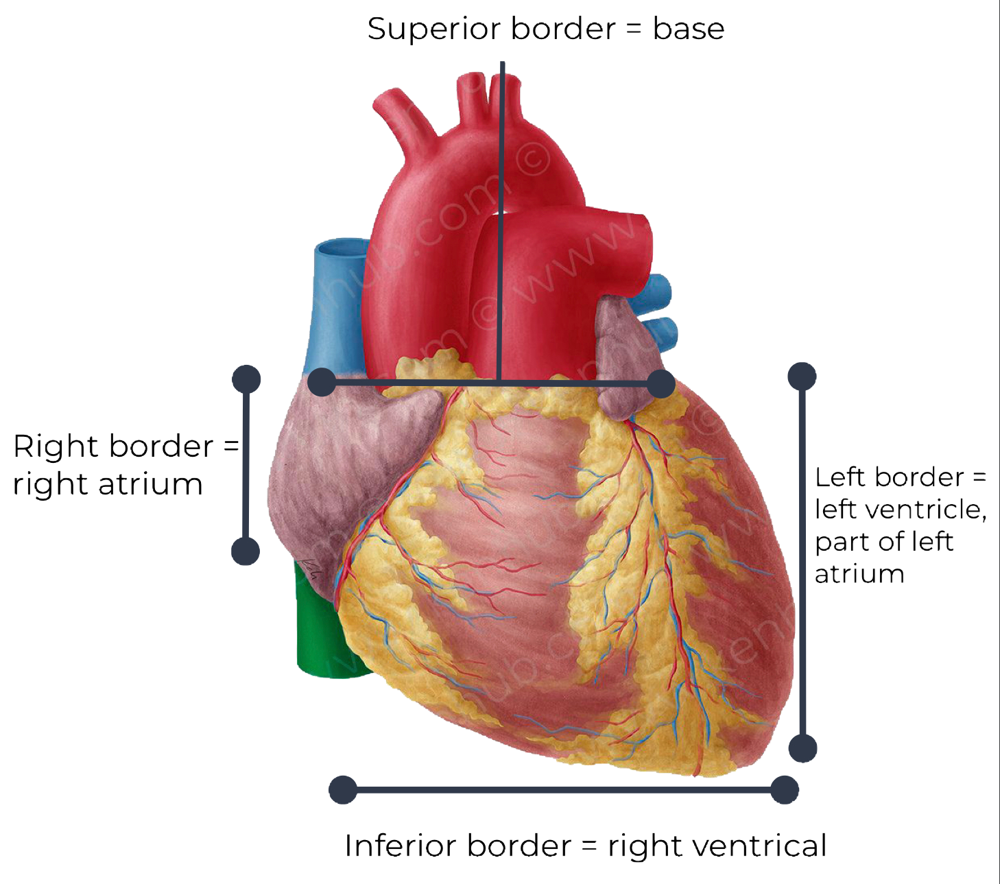 Superior border = base
Right border =
right atrium
Left border =
left ventricle,
part of left
atrium
Inferior border = right ventrical